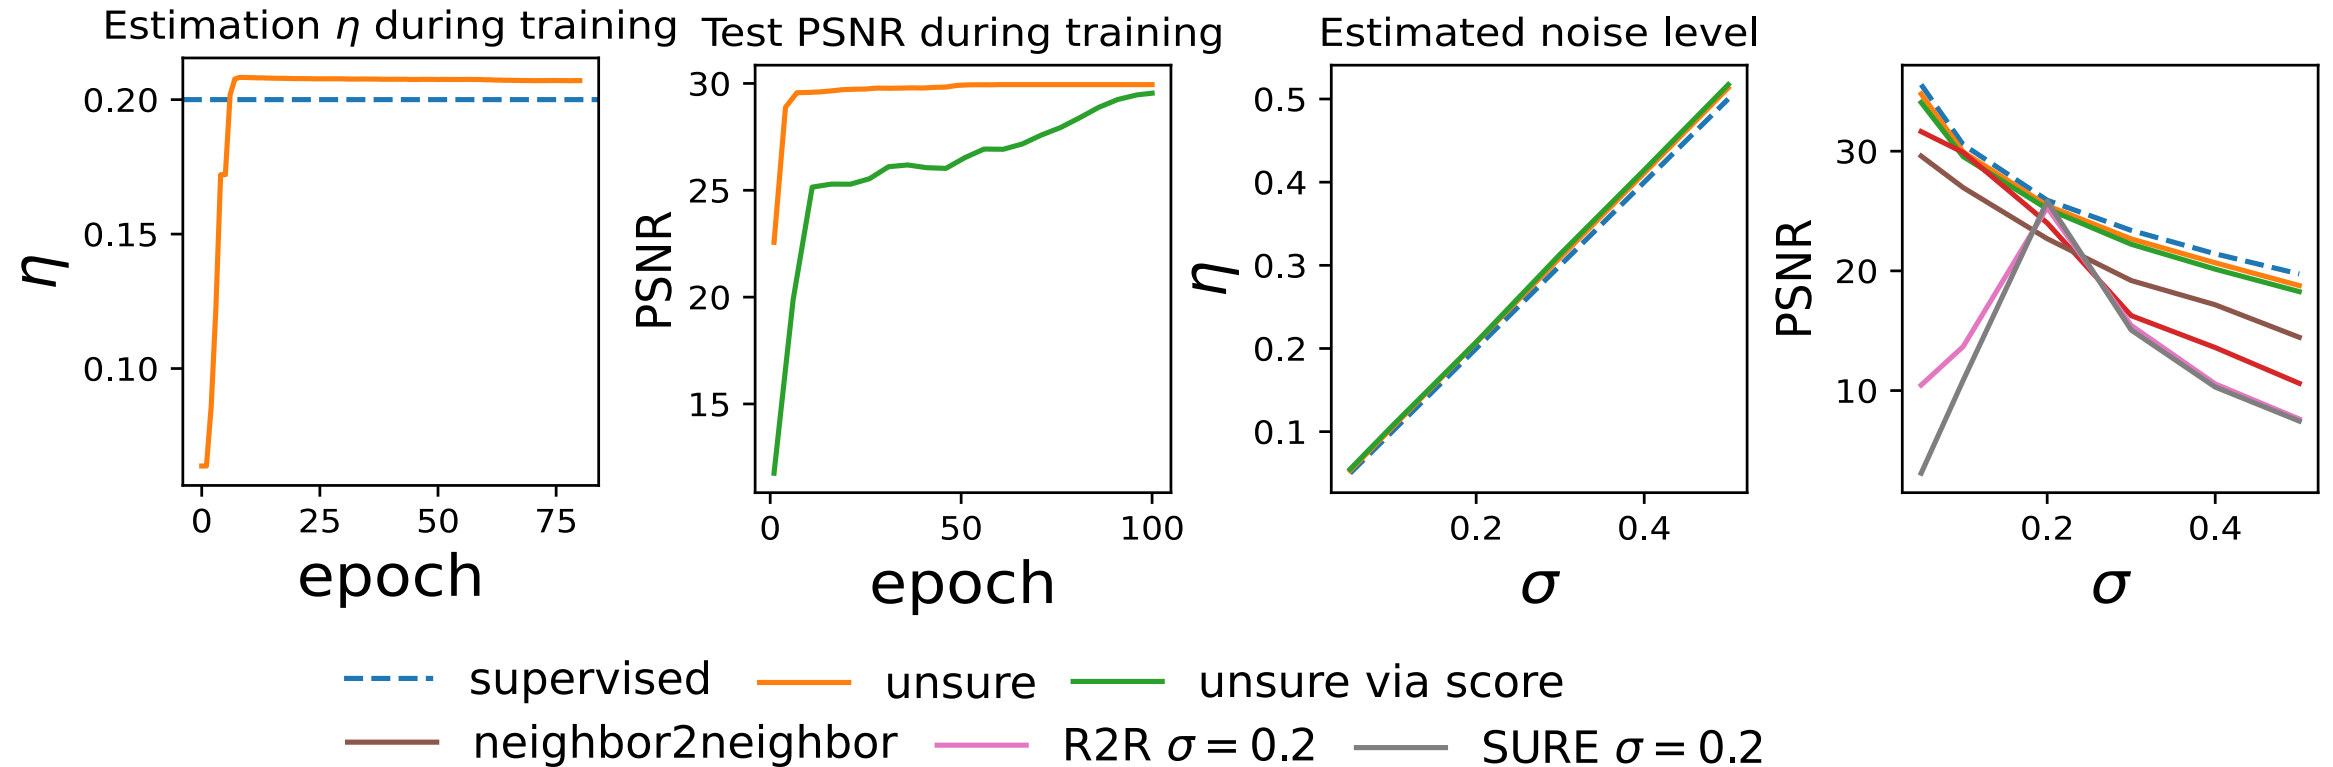 Estimation η during training
0.20
0.15
0.10
η
0 25 50 75
epoch
Test PSNR during training
30
25
20
15
PSNR
0 50 100
epoch
Estimated noise level
0.5
0.4
0.3
0.2
0.1
η
0.2 0.4
σ
30
20
10
PSNR
0.2 0.4
σ
supervised unsure unsure via score
neighbor2neighbor R2R σ = 0.2 SURE σ = 0.2